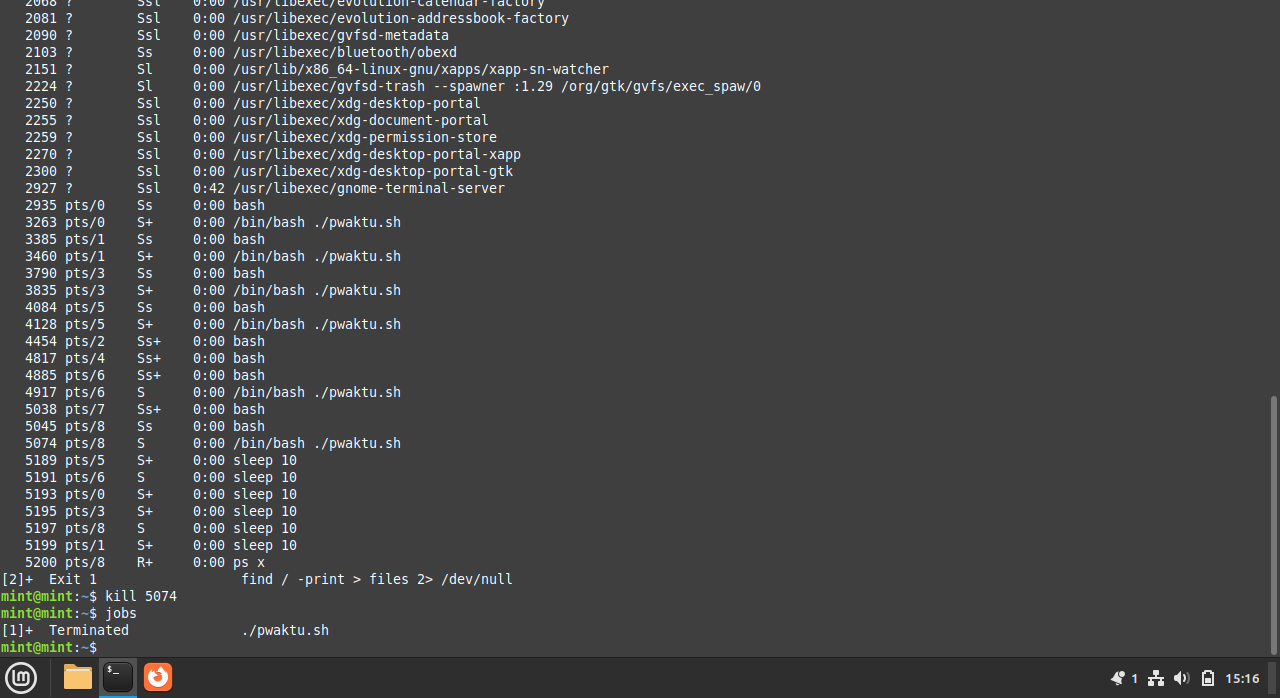 2068 ?        Ssl    0:00 /usr/libexec/evolution-calendar-factory
2081 ?        Ssl    0:00 /usr/libexec/evolution-addressbook-factory
2090 ?        Ssl    0:00 /usr/libexec/gvfsd-metadata
2103 ?        Ss     0:00 /usr/libexec/bluetooth/obexd
2151 ?        Sl     0:00 /usr/lib/x86_64-linux-gnu/xapps/xapp-sn-watcher
2224 ?        Sl     0:00 /usr/libexec/gvfsd-trash --spawner :1.29 /org/gtk/gvfs/exec_spaw/0
2250 ?        Ssl    0:00 /usr/libexec/xdg-desktop-portal
2255 ?        Ssl    0:00 /usr/libexec/xdg-document-portal
2259 ?        Ssl    0:00 /usr/libexec/xdg-permission-store
2270 ?        Ssl    0:00 /usr/libexec/xdg-desktop-portal-xapp
2300 ?        Ssl    0:00 /usr/libexec/xdg-desktop-portal-gtk
2927 ?        Ssl    0:42 /usr/libexec/gnome-terminal-server
2935 pts/0    Ss     0:00 bash
3263 pts/0    S+     0:00 /bin/bash ./pwaktu.sh
3385 pts/1    Ss     0:00 bash
3460 pts/1    S+     0:00 /bin/bash ./pwaktu.sh
3790 pts/3    Ss     0:00 bash
3835 pts/3    S+     0:00 /bin/bash ./pwaktu.sh
4084 pts/5    Ss     0:00 bash
4128 pts/5    S+     0:00 /bin/bash ./pwaktu.sh
4454 pts/2    Ss+    0:00 bash
4817 pts/4    Ss+    0:00 bash
4885 pts/6    Ss+    0:00 bash
4917 pts/6    S      0:00 /bin/bash ./pwaktu.sh
5038 pts/7    Ss+    0:00 bash
5045 pts/8    Ss     0:00 bash
5074 pts/8    S      0:00 /bin/bash ./pwaktu.sh
5189 pts/5    S+     0:00 sleep 10
5191 pts/6    S      0:00 sleep 10
5193 pts/0    S+     0:00 sleep 10
5195 pts/3    S+     0:00 sleep 10
5197 pts/8    S      0:00 sleep 10
5199 pts/1    S+     0:00 sleep 10
5200 pts/8    R+     0:00 ps x
[2]+  Exit 1                  find / -print > files 2> /dev/null
mint@mint:~$ kill 5074
mint@mint:~$ jobs
[1]+  Terminated              ./pwaktu.sh
mint@mint:~$
$_
1
15:16